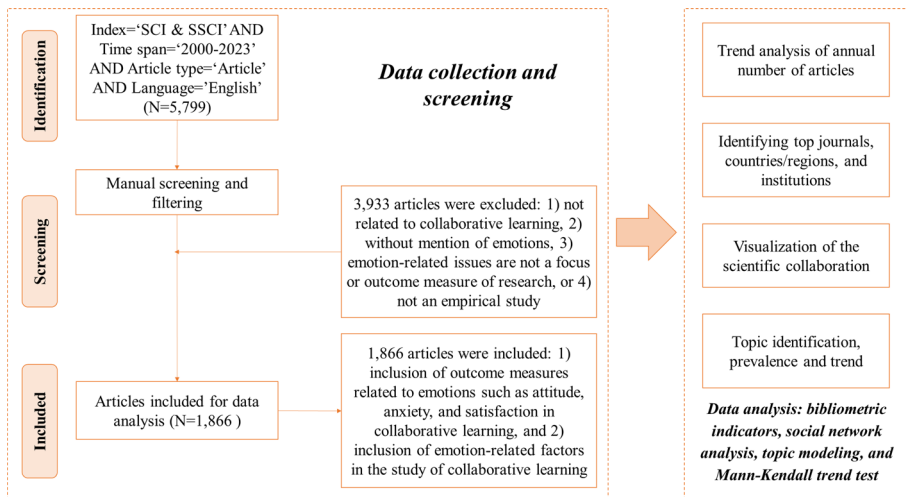 Identification
Index=‘SCI & SSCI’ AND
Time span=‘2000-2023’
AND Article type=‘Article’
AND Language=’English’
(N=5,799)
Data collection and
screening
Screening
Manual screening and
filtering
3,933 articles were excluded: 1) not
related to collaborative learning, 2)
without mention of emotions, 3)
emotion-related issues are not a focus
or outcome measure of research, or 4)
not an empirical study
Included
Articles included for data
analysis (N=1,866 )
1,866 articles were included: 1)
inclusion of outcome measures
related to emotions such as attitude,
anxiety, and satisfaction in
collaborative learning, and 2)
inclusion of emotion-related factors
in the study of collaborative learning
Trend analysis of annual
number of articles
Identifying top journals,
countries/regions, and
institutions
Visualization of the
scientific collaboration
Topic identification,
prevalence and trend
Data analysis: bibliometric
indicators, social network
analysis, topic modeling, and
Mann-Kendall trend test